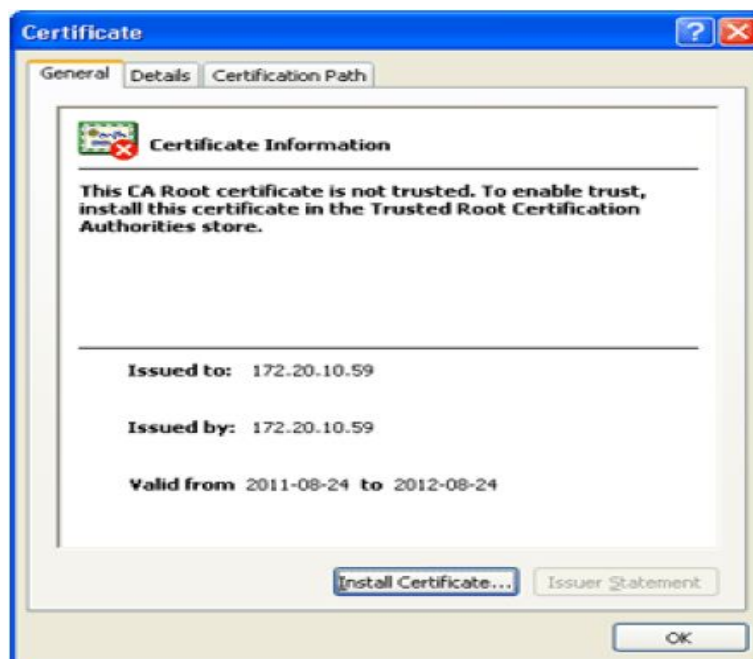 Certificate
General Details Certification Path
Certificate Information
This CA Root certificate is not trusted. To enable trust,
install this certificate in the Trusted Root Certification
Authorities store.
Issued to: 172.20.10.59
Issued by: 172.20.10.59
Valid from 2011-08-24 to 2012-08-24
Install Certificate... Issuer Statement
OK